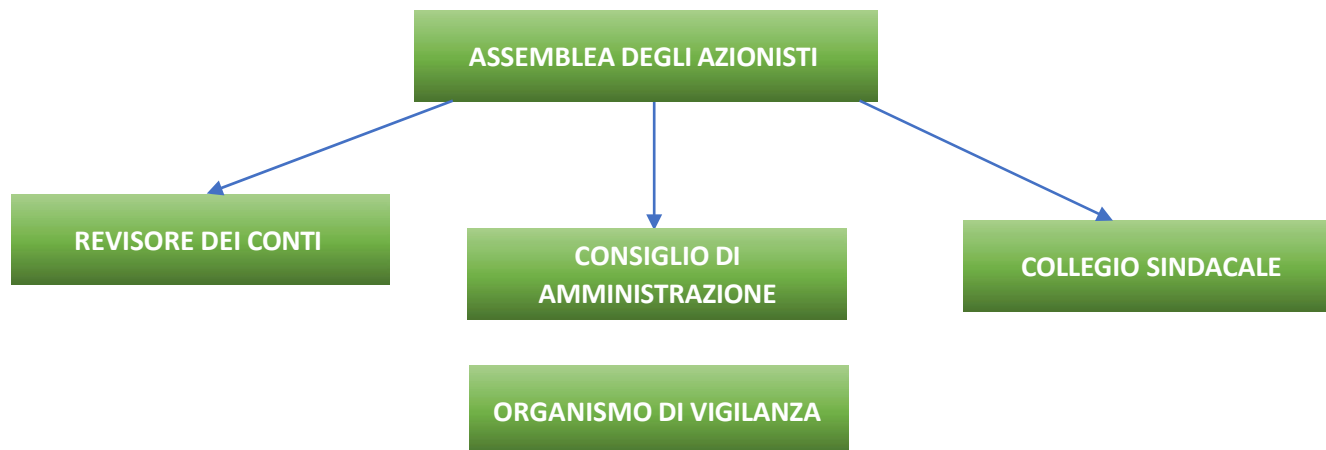 ASSEMBLEA DEGLI AZIONISTI
REVISORE DEI CONTI
CONSIGLIO DI
AMMINISTRAZIONE
COLLEGIO SINDACALE
ORGANISMO DI VIGILANZA